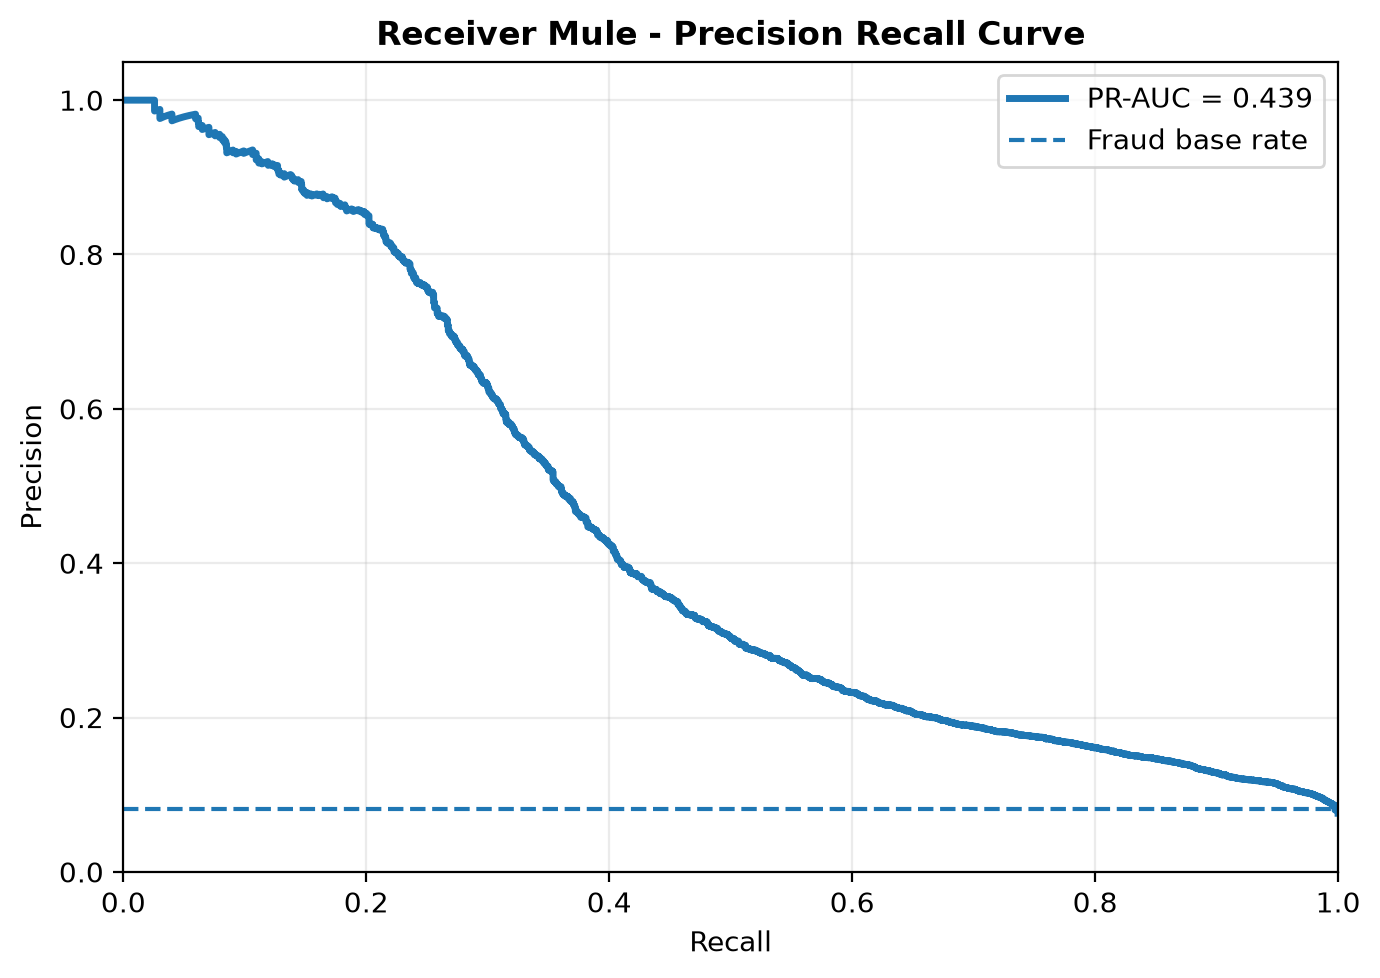 Receiver Mule - Precision Recall Curve
PR-AUC = 0.439
Fraud base rate
Precision
1.0
0.8
0.6
0.4
0.2
0.0
0.0 0.2 0.4 0.6 0.8 1.0
Recall